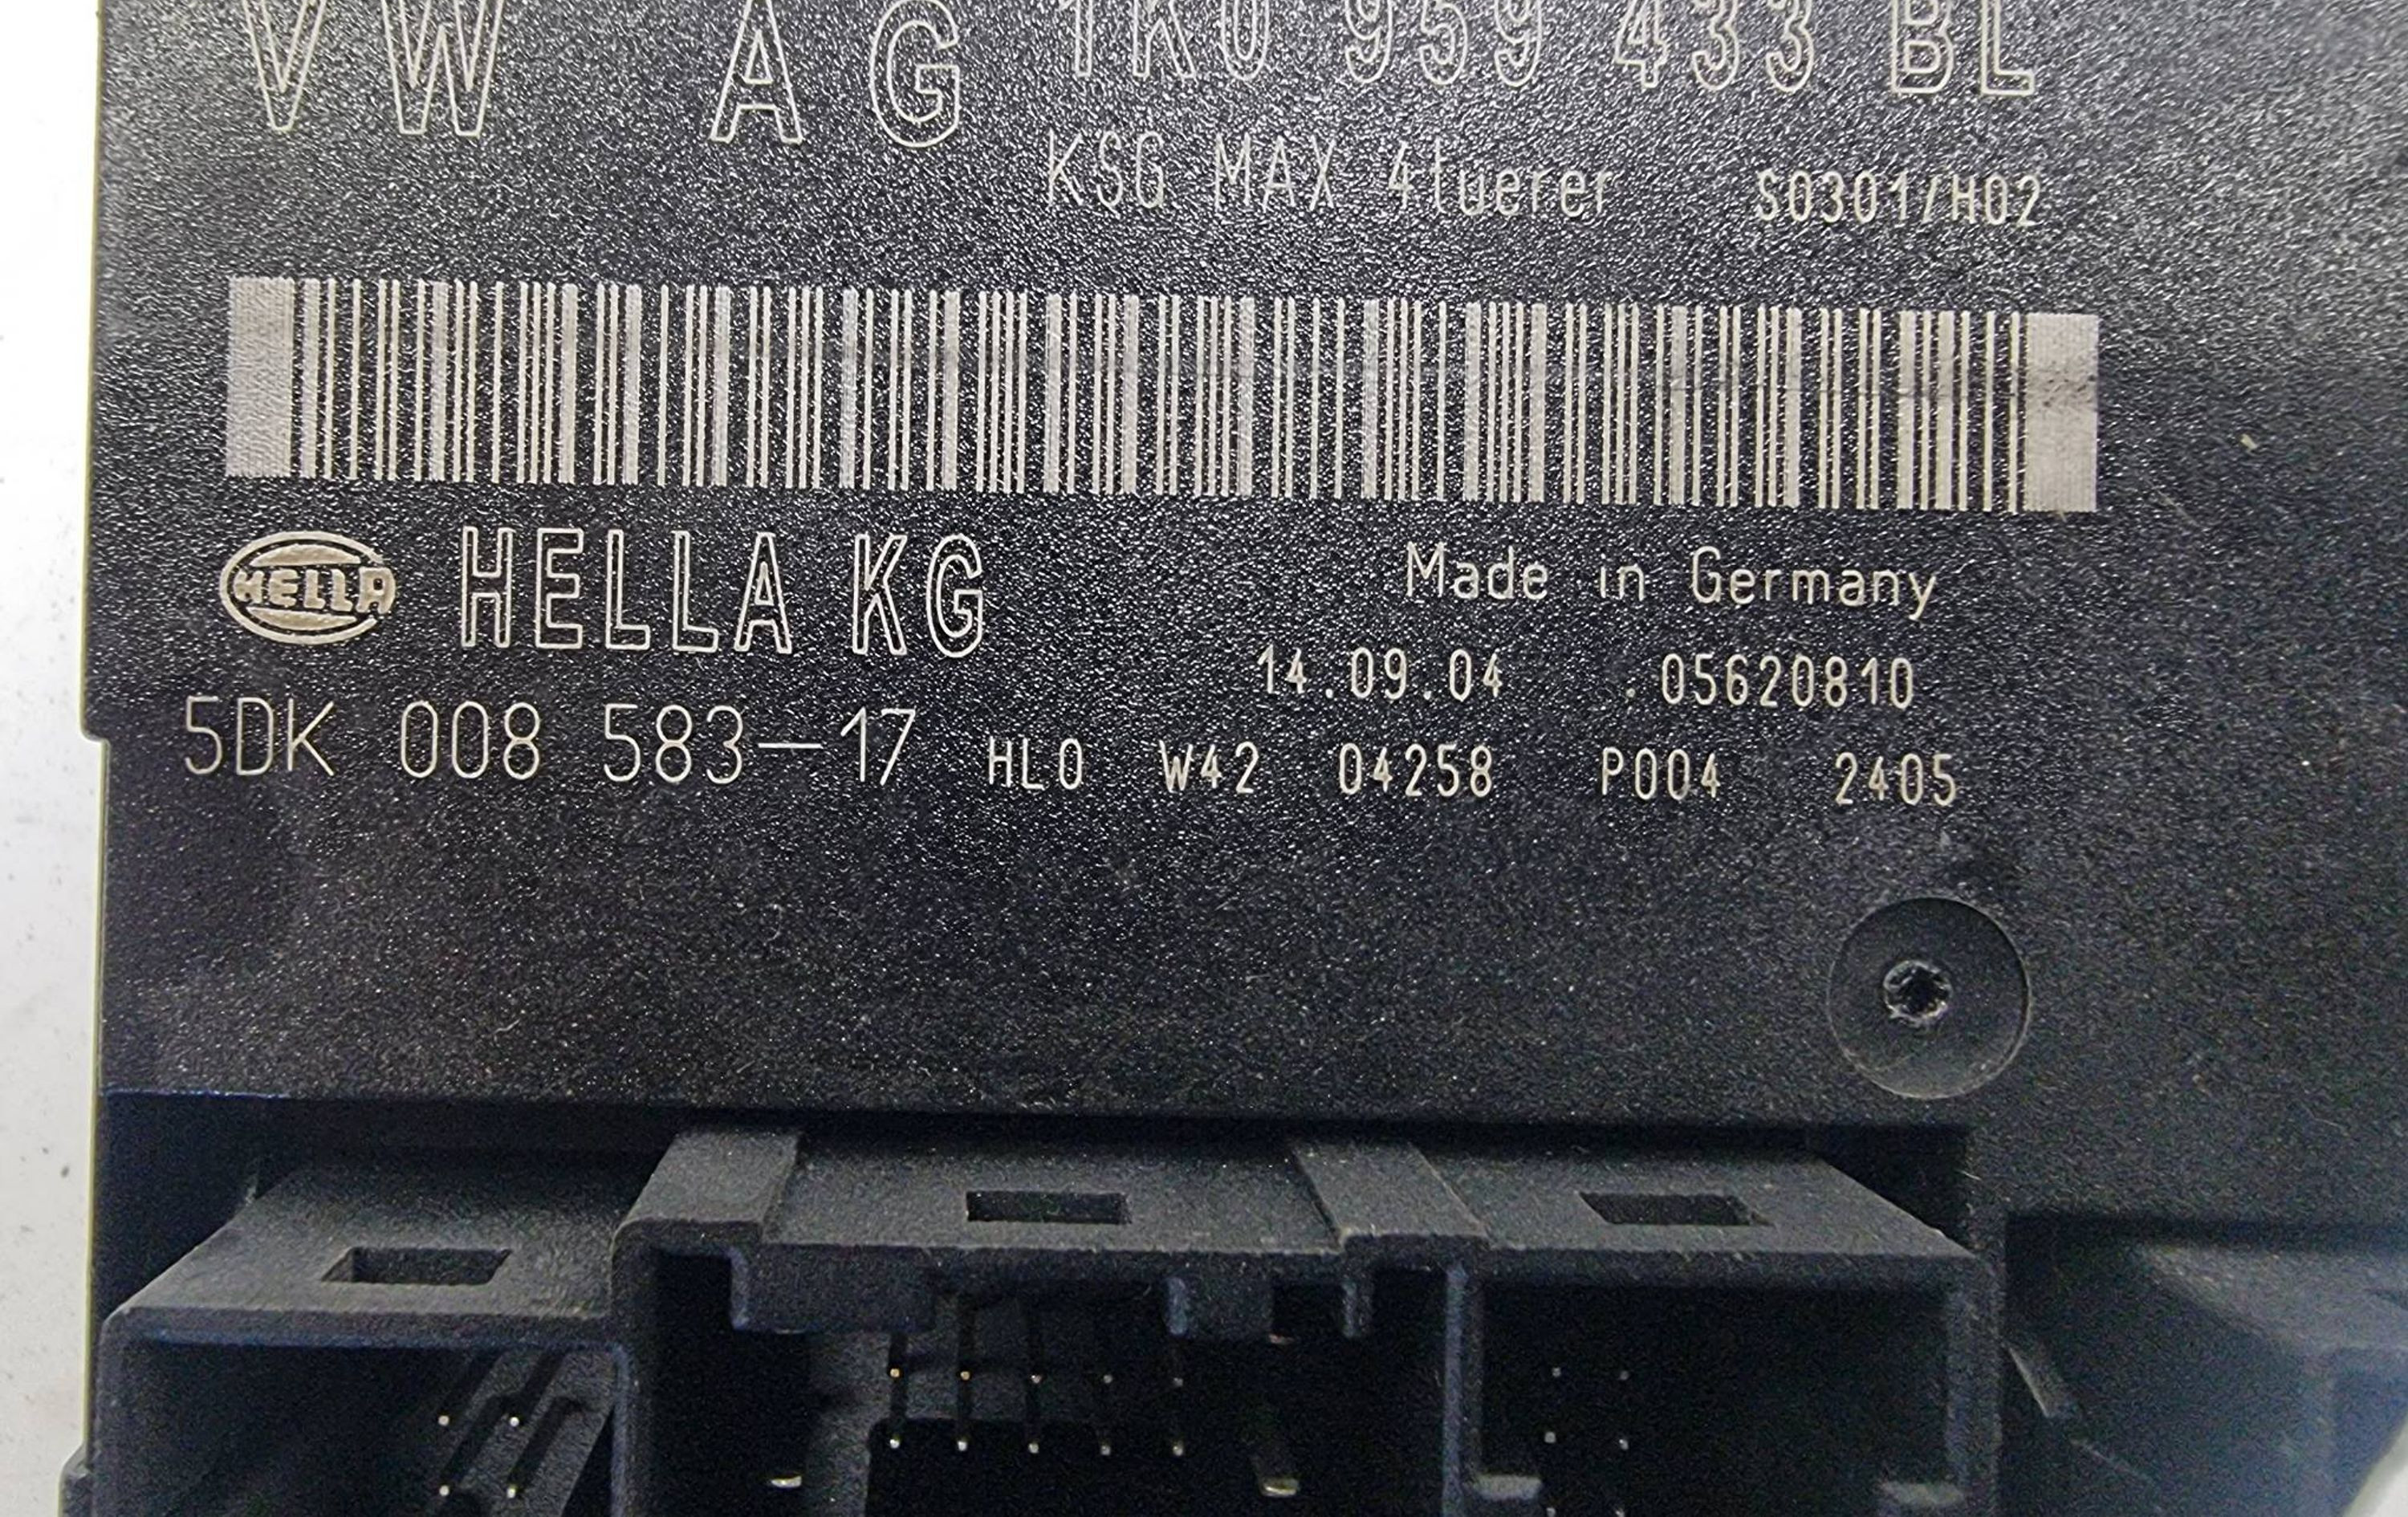 VW AG 1K0 959 433 BL
KSG MAX 4tuerer S0301/H02
HELLA HELLA KG Made in Germany
14.09.04 .05620810
5DK 008 583-17 HLO W42 04258 P004 2405